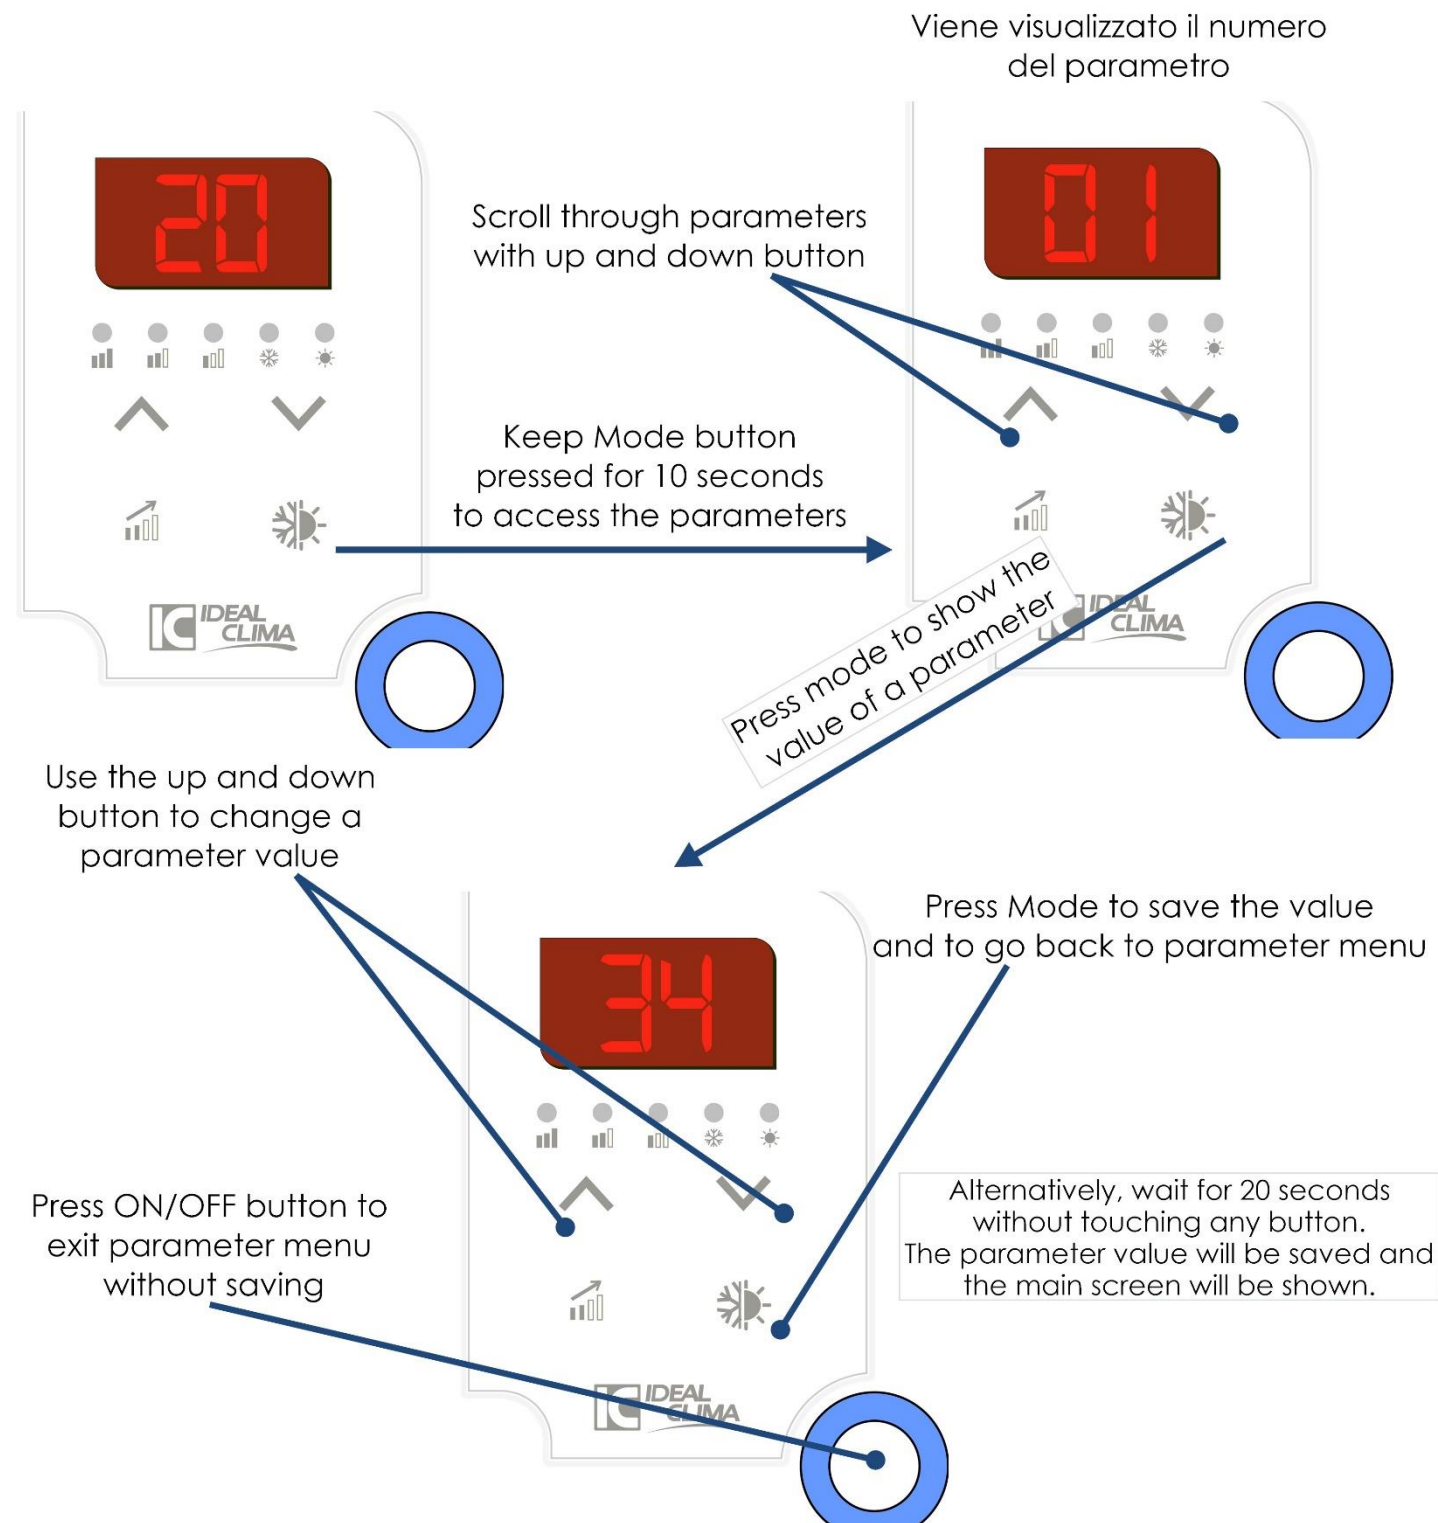 Viene visualizzato il numero
del parametro
20
01
Scroll through parameters
with up and down button
Keep Mode button
pressed for 10 seconds
to access the parameters
IC IDEAL
CLIMA
IC IDEAL
CLIMA
Press mode to show the
value of a parameter
Use the up and down
button to change a
parameter value
Press Mode to save the value
and to go back to parameter menu
34
Press ON/OFF button to
exit parameter menu
without saving
Alternatively, wait for 20 seconds
without touching any button.
The parameter value will be saved and
the main screen will be shown.
IC IDEAL
CLIMA